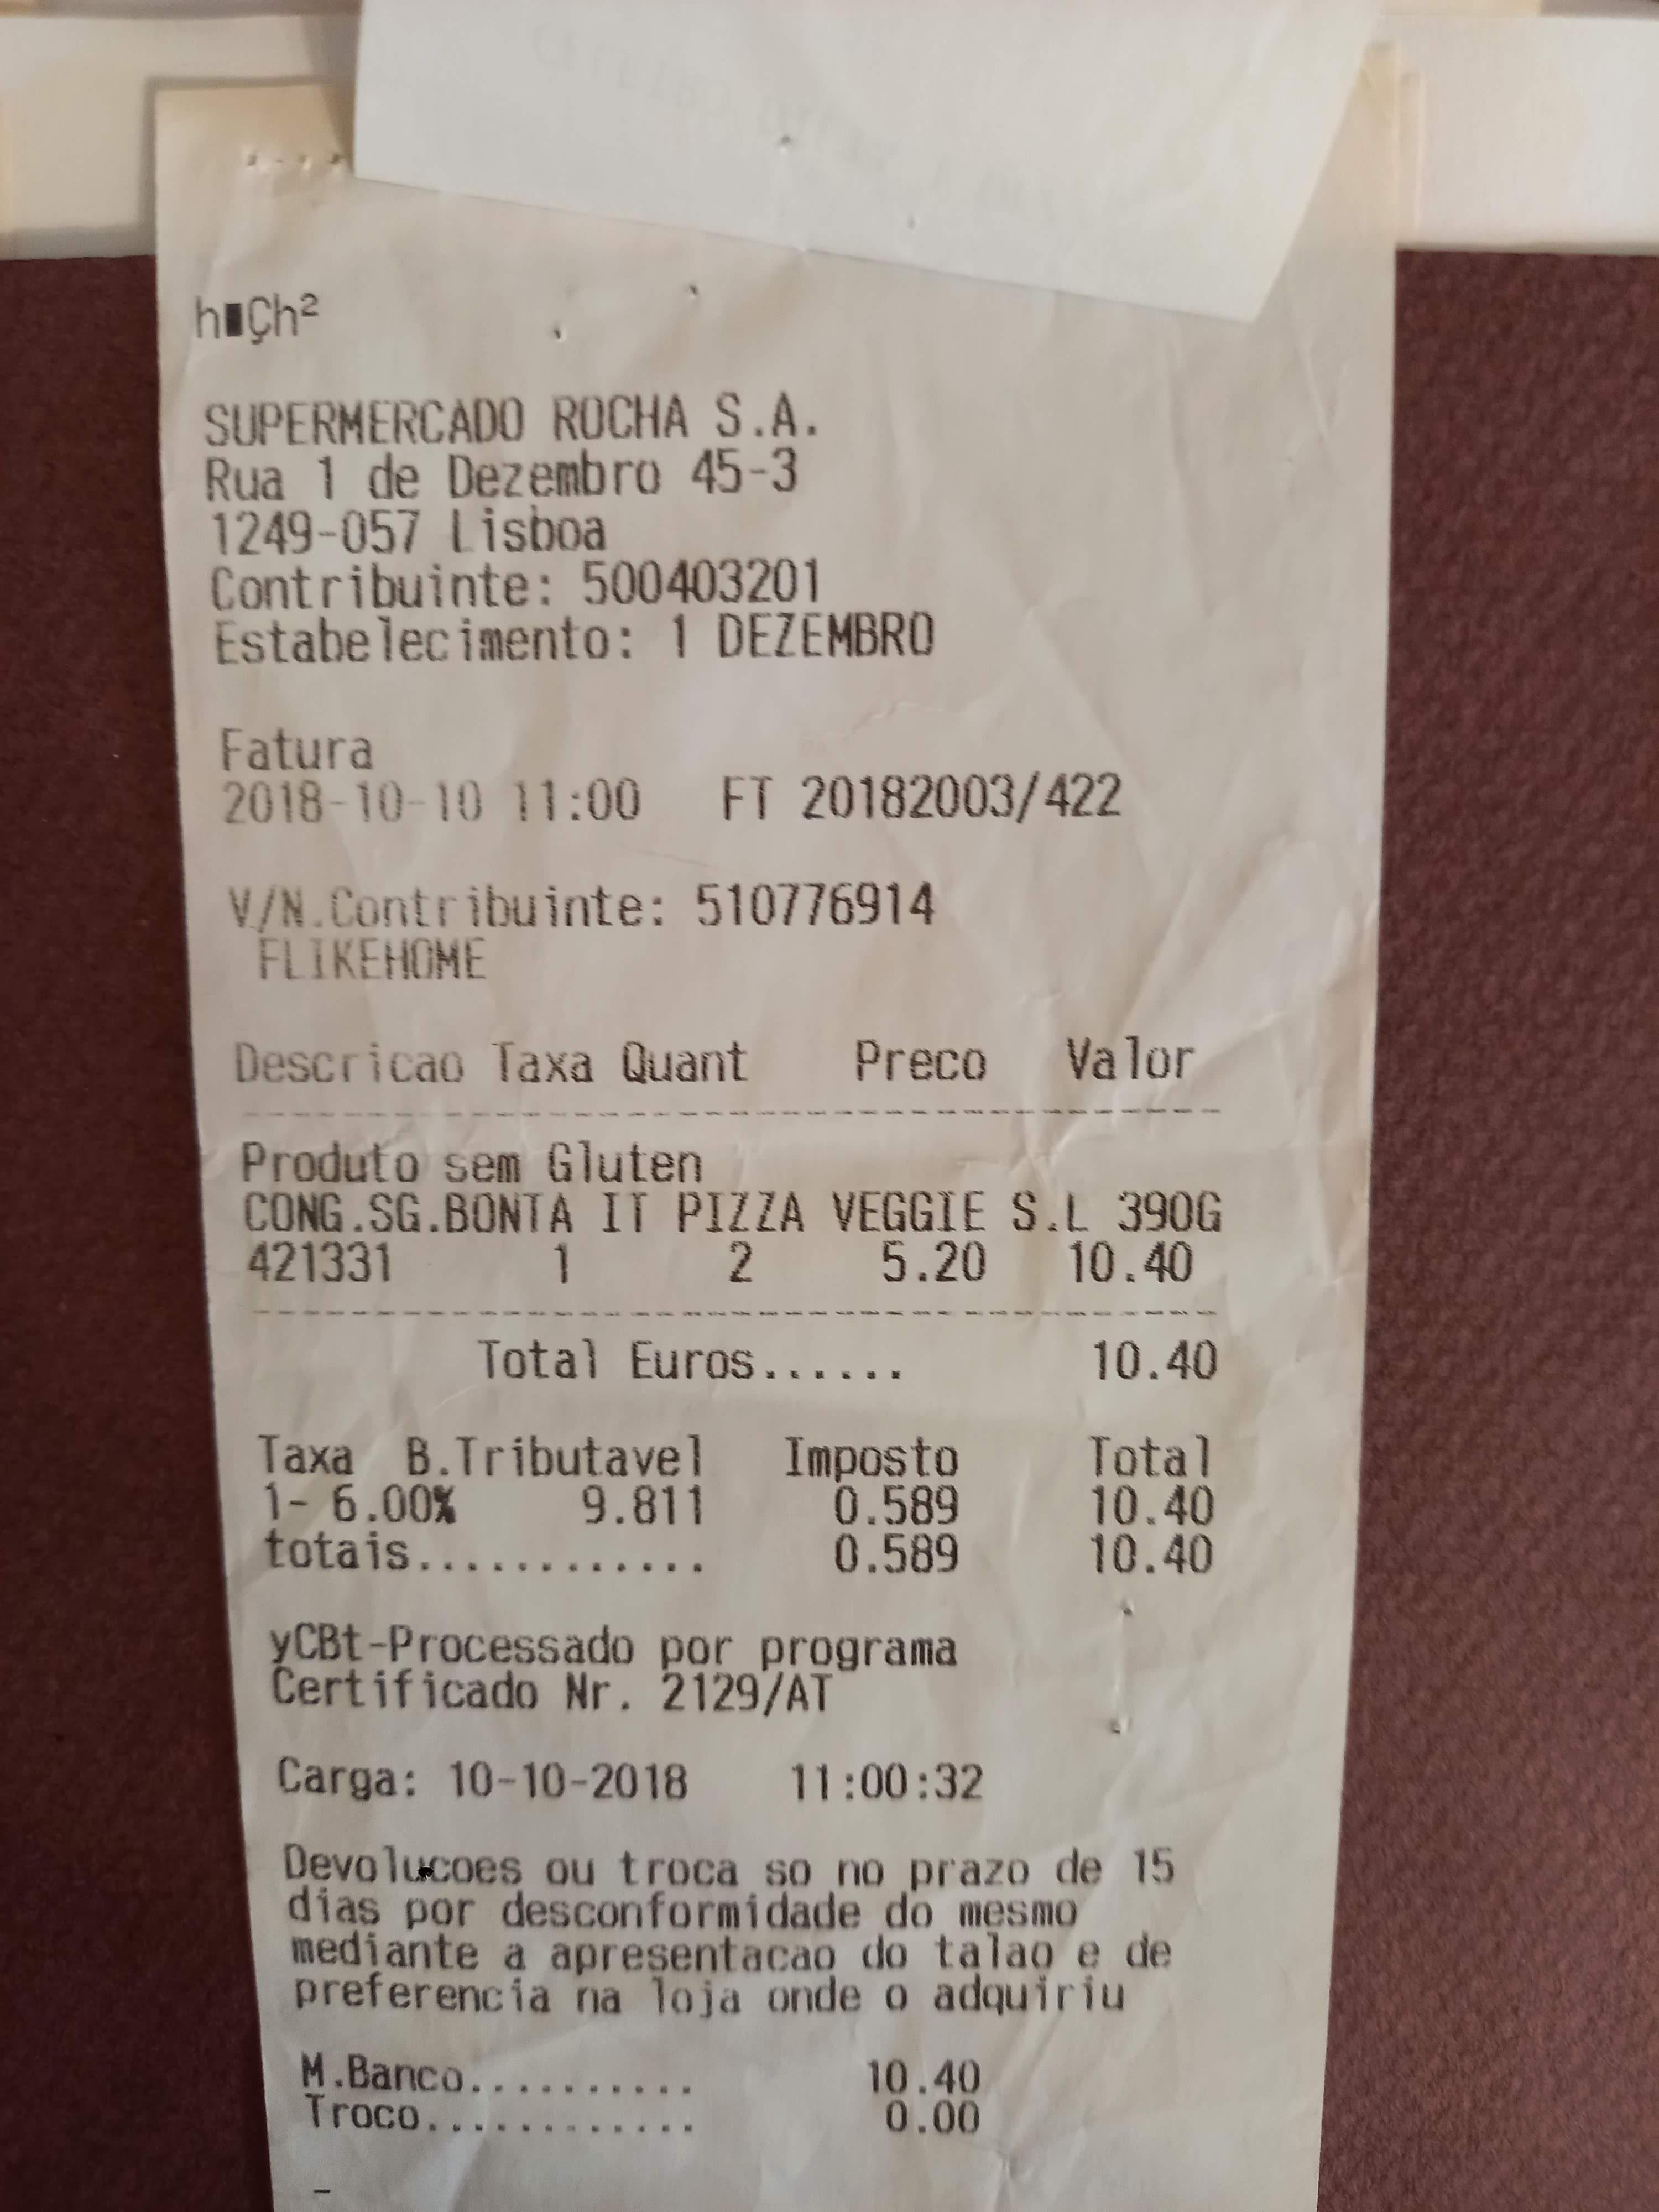 h■Çh²
SUPERMERCADO ROCHA S.A.
Rua 1 de Dezembro 45-3
1249-057 Lisboa
Contribuinte: 500403201
Estabelecimento: 1 DEZEMBRO
Fatura
2018-10-10 11:00 FT 20182003/422
V/N.Contribuinte: 510776914
FLIKEHOME
Descricao Taxa Quant Preco Valor
Produto sem Gluten
CONG.SG.BONTA IT PIZZA VEGGIE S.L 390G
421331 1 2 5.20 10.40
Total Euros...... 10.40
Taxa B.Tributavel Imposto Total
1- 6.00% 9.811 0.589 10.40
totais............ 0.589 10.40
yCBt-Processado por programa
Certificado Nr. 2129/AT
Carga: 10-10-2018 11:00:32
Devolucoes ou troca so no prazo de 15
dias por desconformidade do mesmo
mediante a apresentacao do talao e de
preferencia na loja onde o adquiriu
M.Banco.......... 10.40
Troco............ 0.00